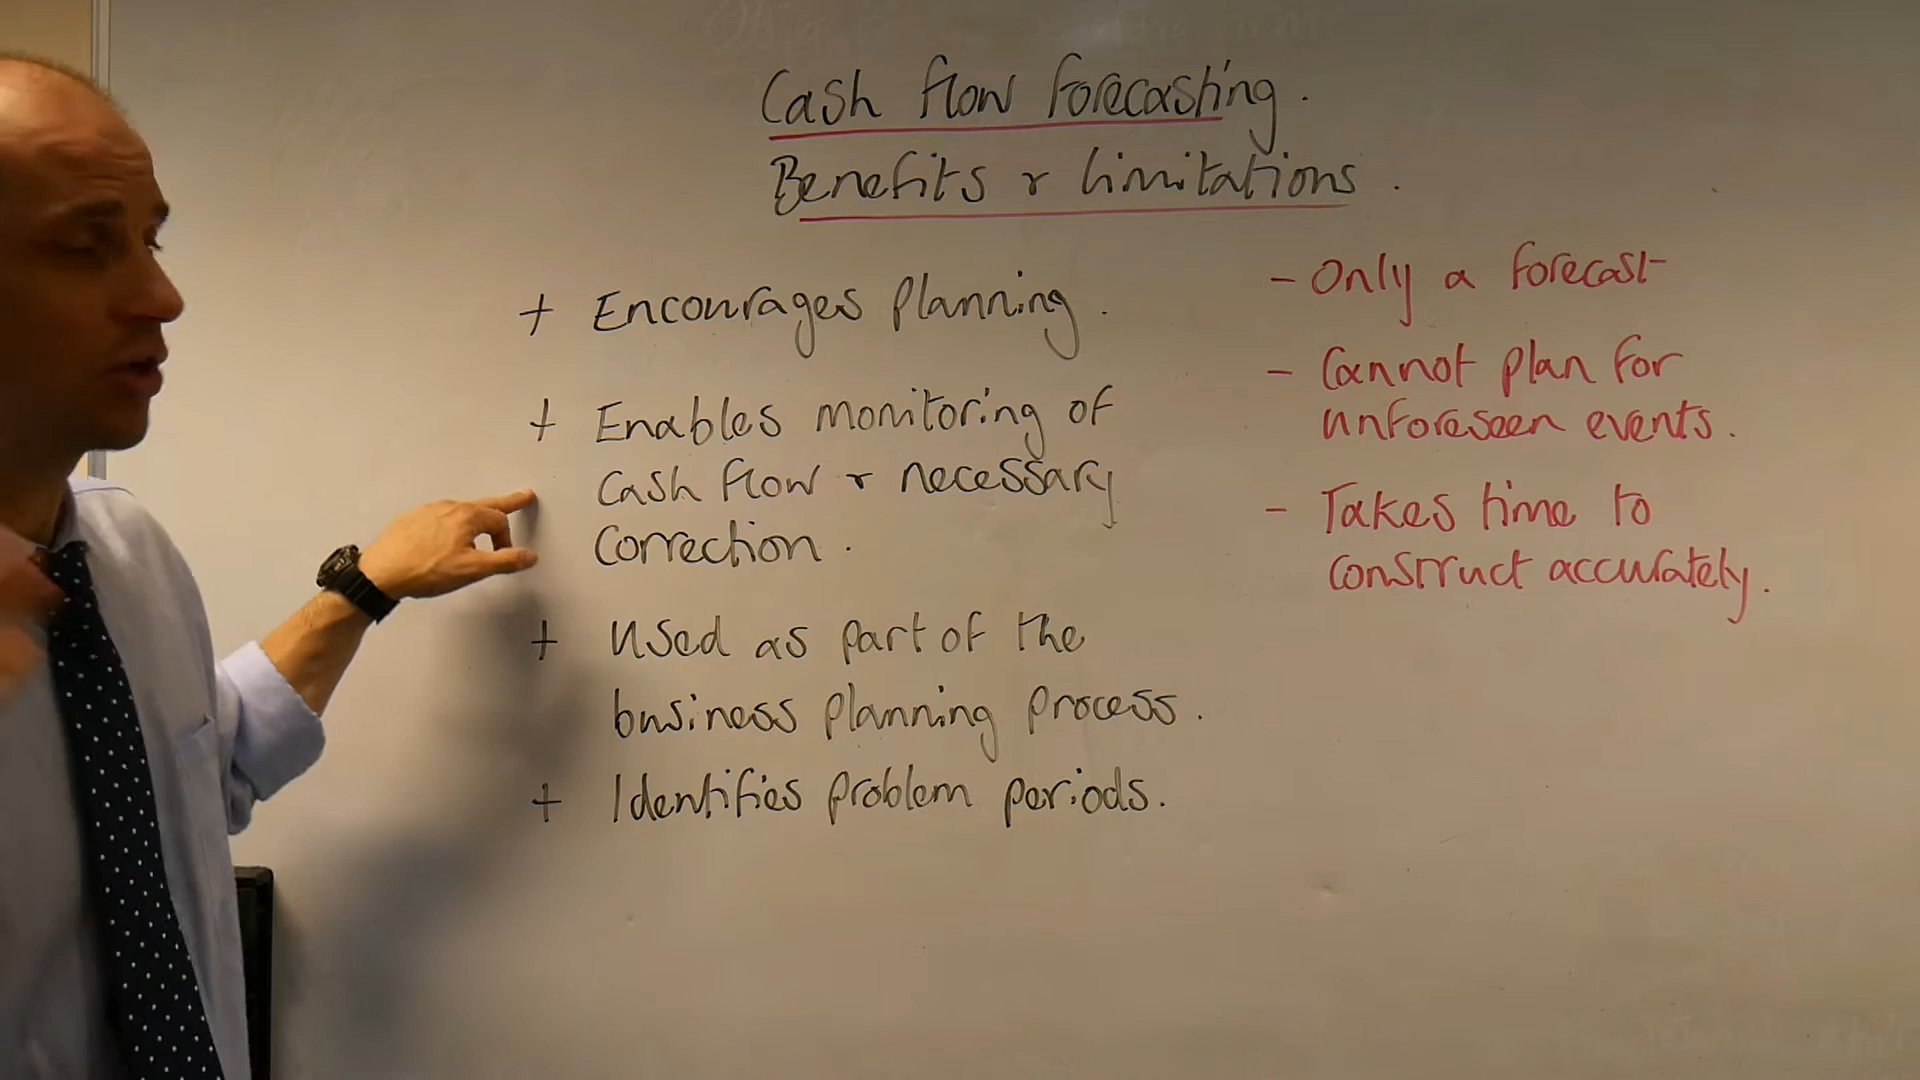 Cash flow forecasting.
Benefits & limitations.
+ Encourages planning.
+ Enables monitoring of
cash flow & necessary
correction.
+ Used as part of the
business planning process.
+ Identifies problem periods.
- Only a forecast
- Cannot plan for
unforeseen events.
- Takes time to
construct accurately.